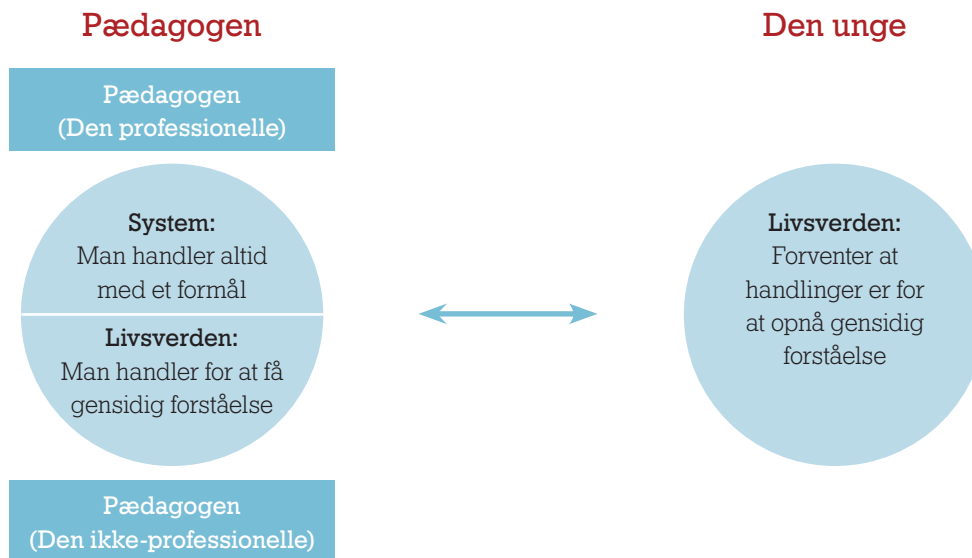 Pædagogen
Den unge
Pædagogen
(Den professionelle)
System:
Man handler altid
med et formål
Livsverden:
Man handler for at få
gensidig forståelse
Pædagogen
(Den ikke-professionelle)
Livsverden:
Forventer at
handlinger er for
at opnå gensidig
forståelse